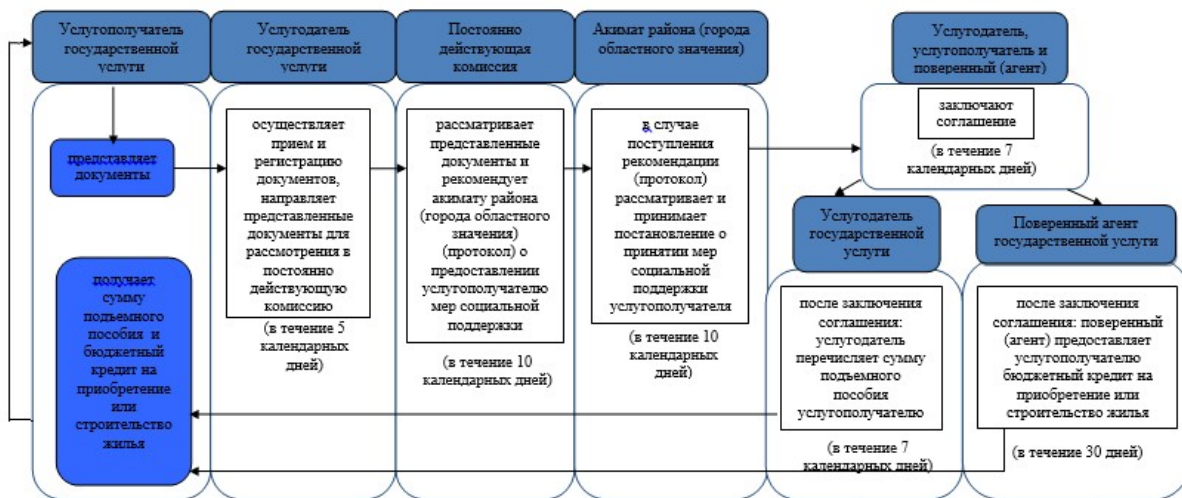 Услугополучатель
государственной
услуги
представляет
документы
получает
сумму
подъемного
пособия и
бюджетный
кредит на
приобретение
или
строительство
жилья
Услугодатель
государственной
услуги
осуществляет
прием и
регистрацию
документов,
направляет
представленные
документы для
рассмотрения в
постоянно
действующую
комиссию
(в течение 5
календарных
дней)
Постоянно
действующая
комиссия
рассматривает
представленные
документы и
рекомендует
акимату района
(города областного
значения)
(протокол) о
предоставлении
услугополучателю
мер социальной
поддержки
(в течение 10
календарных дней)
Акимат района (города
областного значения)
в случае
поступления
рекомендации
(протокол)
рассматривает и
принимает
постановление о
принятии мер
социальной
поддержки
услугополучателя
(в течение 10
календарных
дней)
Услугодатель,
услугополучатель и
поверенный (агент)
заключают
соглашение
(в течение 7
календарных дней)
Услугодатель
государственной
услуги
после заключения
соглашения:
услугодатель
перечисляет сумму
подъемного
пособия
услугополучателю
(в течение 7
календарных дней)
Поверенный агент
государственной услуги
после заключения
соглашения: поверенный
(агент) предоставляет
услугополучателю
бюджетный кредит на
приобретение или
строительство жилья
(в течение 30 дней)